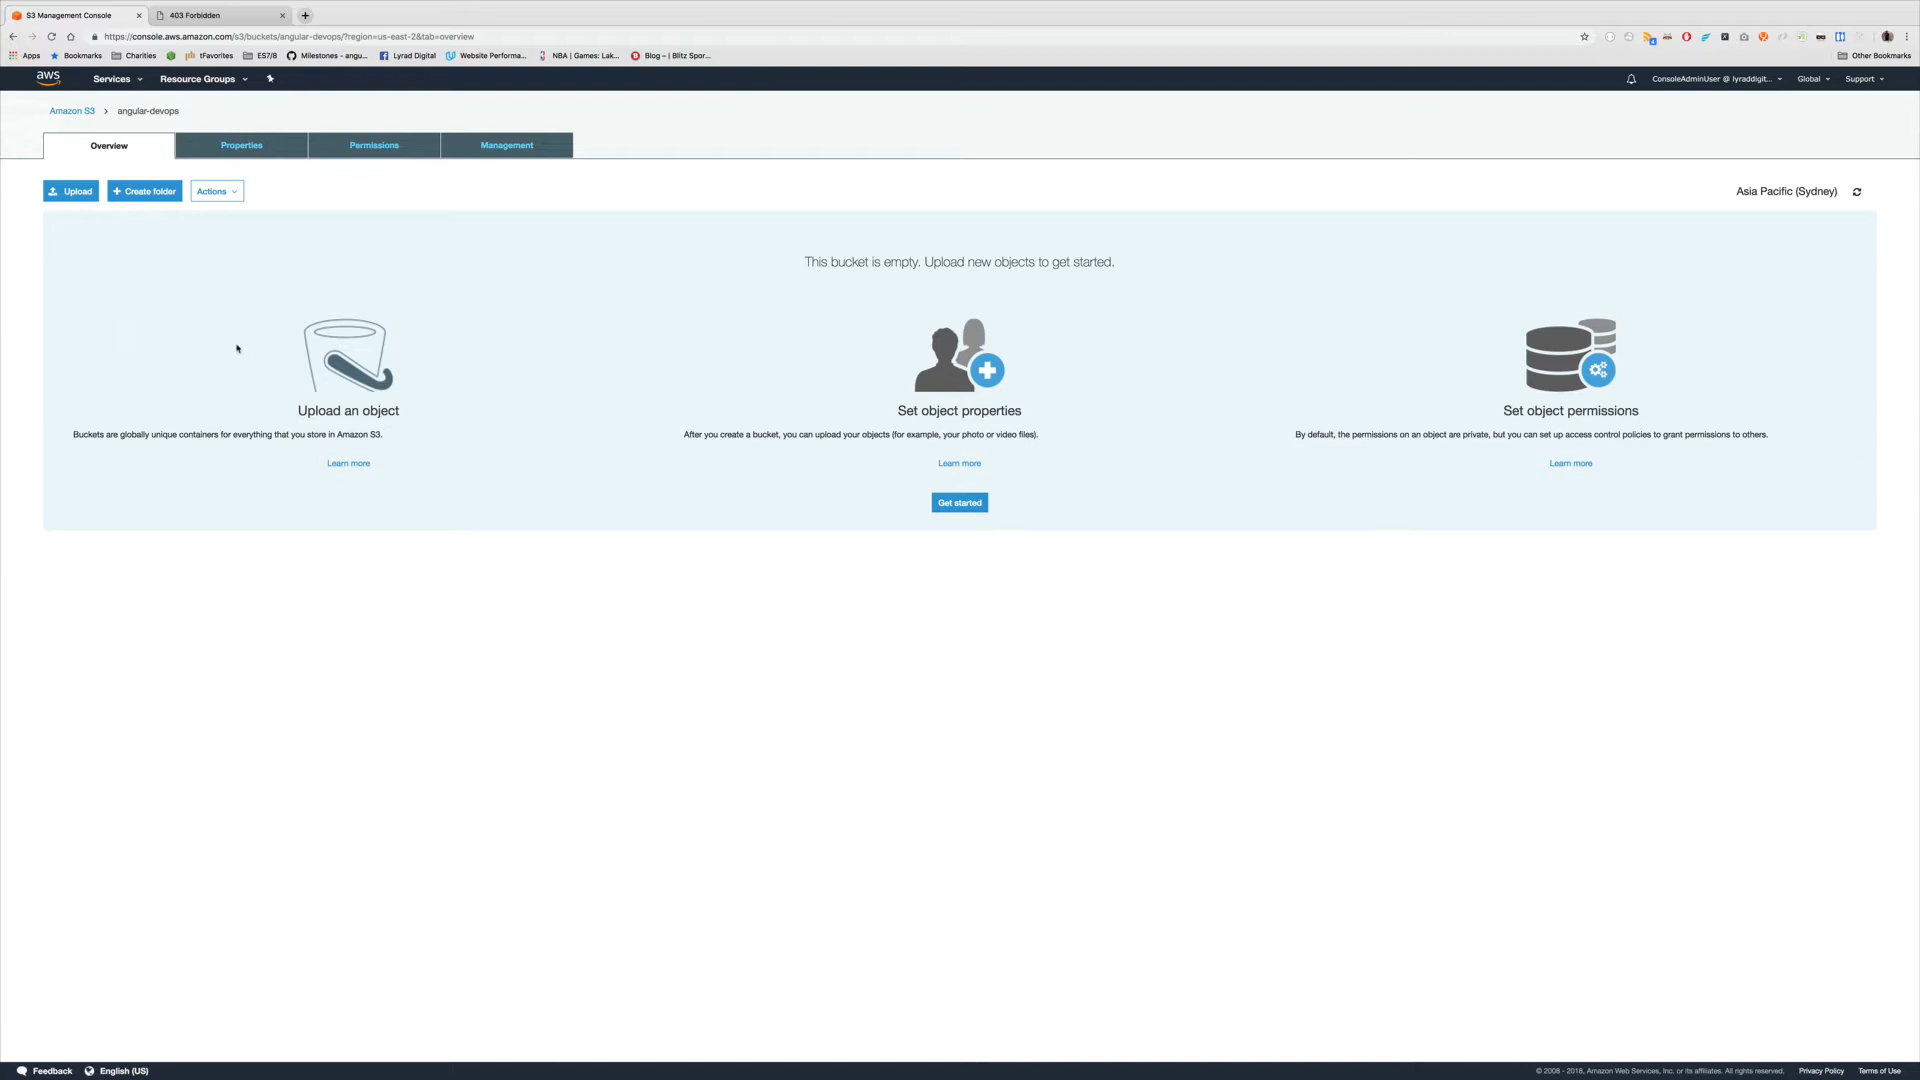 S3 Management Console
403 Forbidden
https://console.aws.amazon.com/s3/buckets/angular-devops/?region=us-east-2&tab=overview
Apps Bookmarks Charities tFavorites ES7/8 Milestones - angu... Lyrad Digital Website Performa... NBA | Games: Lak... Blog – | Blitz Spor... Other Bookmarks
aws Services Resource Groups ConsoleAdminUser @ lyraddigit... Global Support
Amazon S3 > angular-devops
Overview Properties Permissions Management
Upload + Create folder Actions Asia Pacific (Sydney)
This bucket is empty. Upload new objects to get started.
Upload an object
Buckets are globally unique containers for everything that you store in Amazon S3.
Learn more
Set object properties
After you create a bucket, you can upload your objects (for example, your photo or video files).
Learn more
Set object permissions
By default, the permissions on an object are private, but you can set up access control policies to grant permissions to others.
Learn more
Get started
Feedback English (US) © 2008 - 2018, Amazon Web Services, Inc. or its affiliates. All rights reserved. Privacy Policy Terms of Use